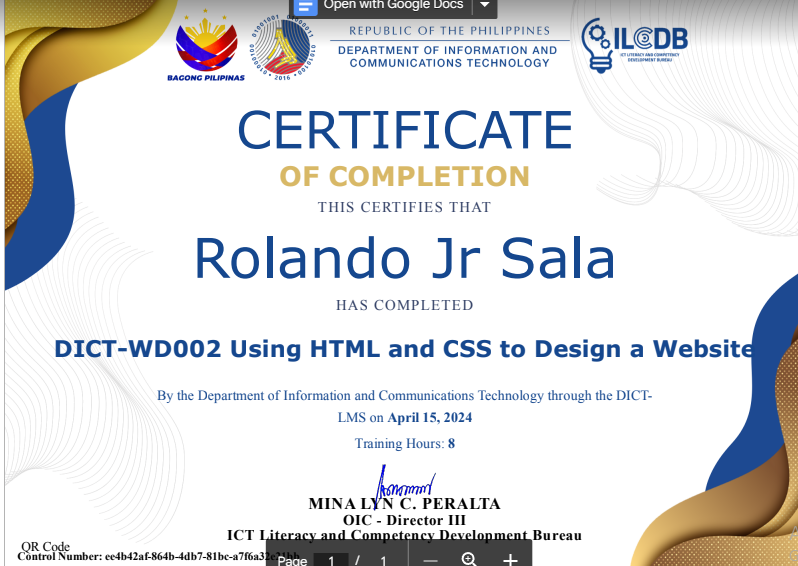 Open with Google Docs
BAGONG PILIPINAS
2016
REPUBLIC OF THE PHILIPPINES
DEPARTMENT OF INFORMATION AND
COMMUNICATIONS TECHNOLOGY
ILCDB
ICT LITERACY AND COMPETENCY
DEVELOPMENT BUREAU
CERTIFICATE
OF COMPLETION
THIS CERTIFIES THAT
Rolando Jr Sala
HAS COMPLETED
DICT-WD002 Using HTML and CSS to Design a Website
By the Department of Information and Communications Technology through the DICT-
LMS on April 15, 2024
Training Hours: 8
MINA LYN C. PERALTA
OIC - Director III
ICT Literacy and Competency Development Bureau
QR Code
Control Number: ee4b42af-864b-4db7-81bc-a7f6a32
Page 1 / 1